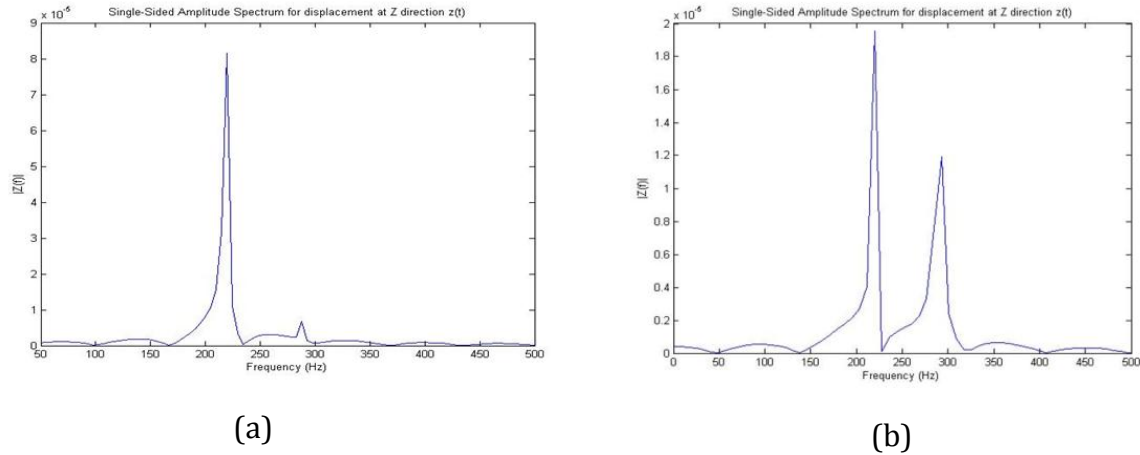 Single-Sided Amplitude Spectrum for displacement at Z direction z(t)
x 10^-5
9
8
7
6
5
4
3
2
1
0
|Z(f)|
50 100 150 200 250 300 350 400 450 500
Frequency (Hz)
(a)
Single-Sided Amplitude Spectrum for displacement at Z direction z(t)
x 10^-5
2
1.8
1.6
1.4
1.2
1
0.8
0.6
0.4
0.2
0
|Z(f)|
0 50 100 150 200 250 300 350 400 450 500
Frequency (Hz)
(b)